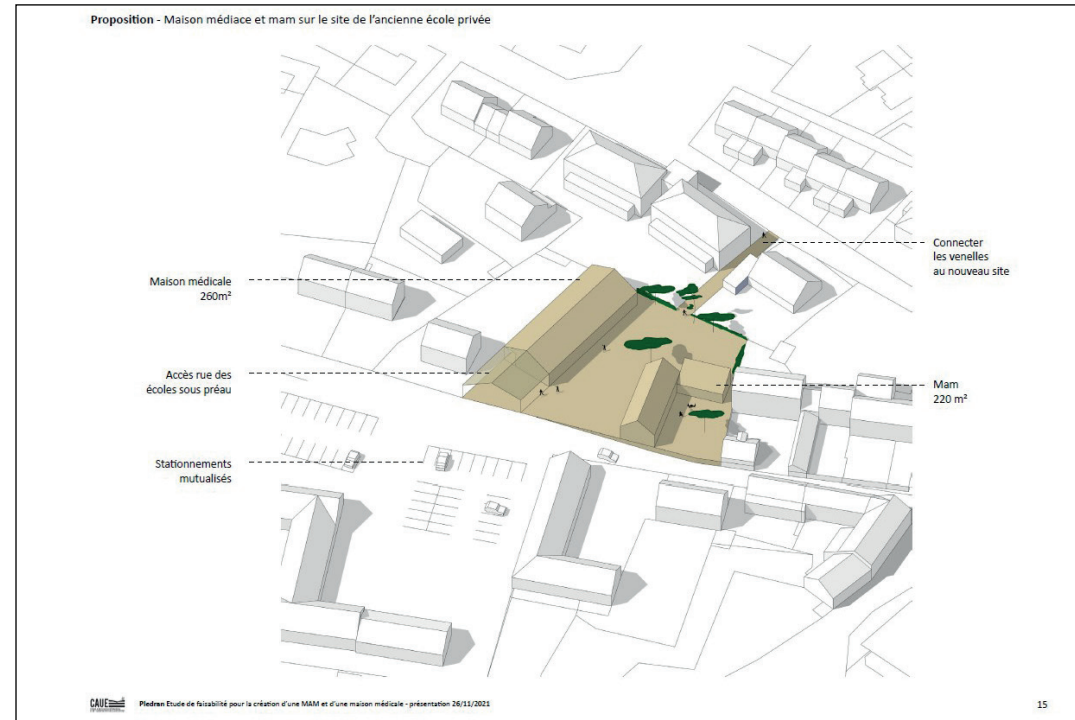 Proposition - Maison médiace et mam sur le site de l'ancienne école privée
Connecter
les venelles
au nouveau site
Maison médicale
260m²
Accès rue des
écoles sous préau
Mam
220 m²
Stationnements
mutualisés
CAUE
Pledran Etude de faisabilité pour la création d'une MAM et d'une maison médicale - présentation 26/11/2021
15